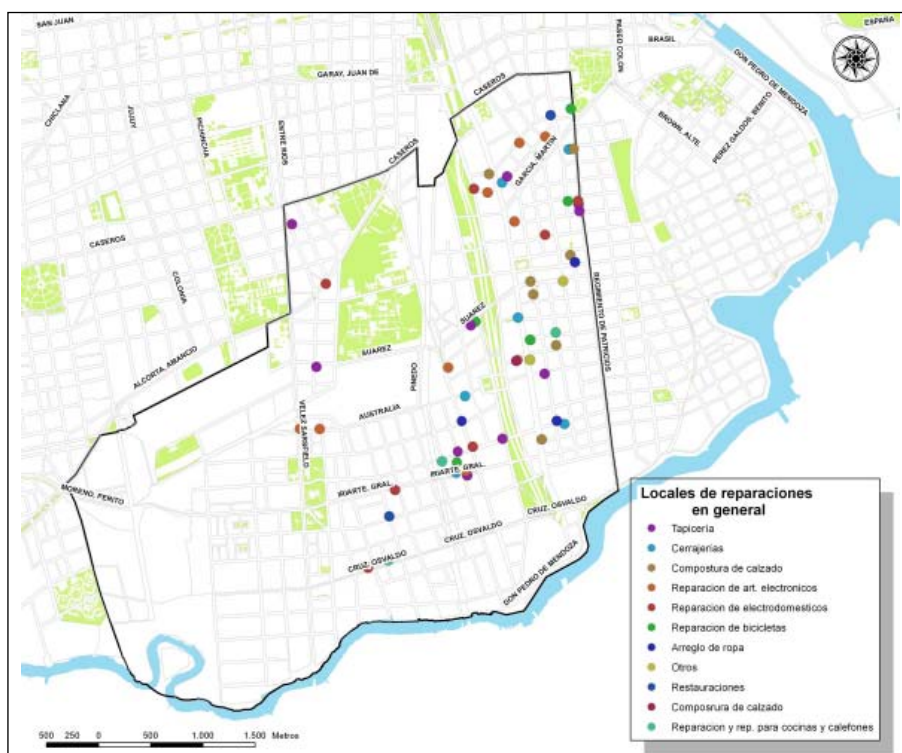 SAN JUAN
GARAY, JUAN DE
CHICLANA
JUJUY
PICHINCHA
ENTRE RIOS
CASEROS
CASEROS
PASEO COLON
BRASIL
ESPAÑA
DON PEDRO DE MENDOZA
BROWN, ALTE
PEREZ GALDOS, BENITO
GARCIA, MARTIN
CASEROS
COLONIA
ALCORTA, AMANCIO
SUAREZ
SUAREZ
PINEDO
REGIMIENTO DE PATRICIOS
AUSTRALIA
VELEZ SARSFIELD
MORENO, PERITO
IRIARTE, GRAL.
IRIARTE, GRAL.
CRUZ, OSVALDO
CRUZ, OSVALDO
CRUZ, OSVALDO
DON PEDRO DE MENDOZA
Locales de reparaciones
en general
Tapicería
Cerrajerías
Compostura de calzado
Reparacion de art. electronicos
Reparacion de electrodomesticos
Reparacion de bicicletas
Arreglo de ropa
Otros
Restauraciones
Composrura de calzado
Reparacion y rep. para cocinas y calefones
500 250 0 500 1.000 1.500 Metros